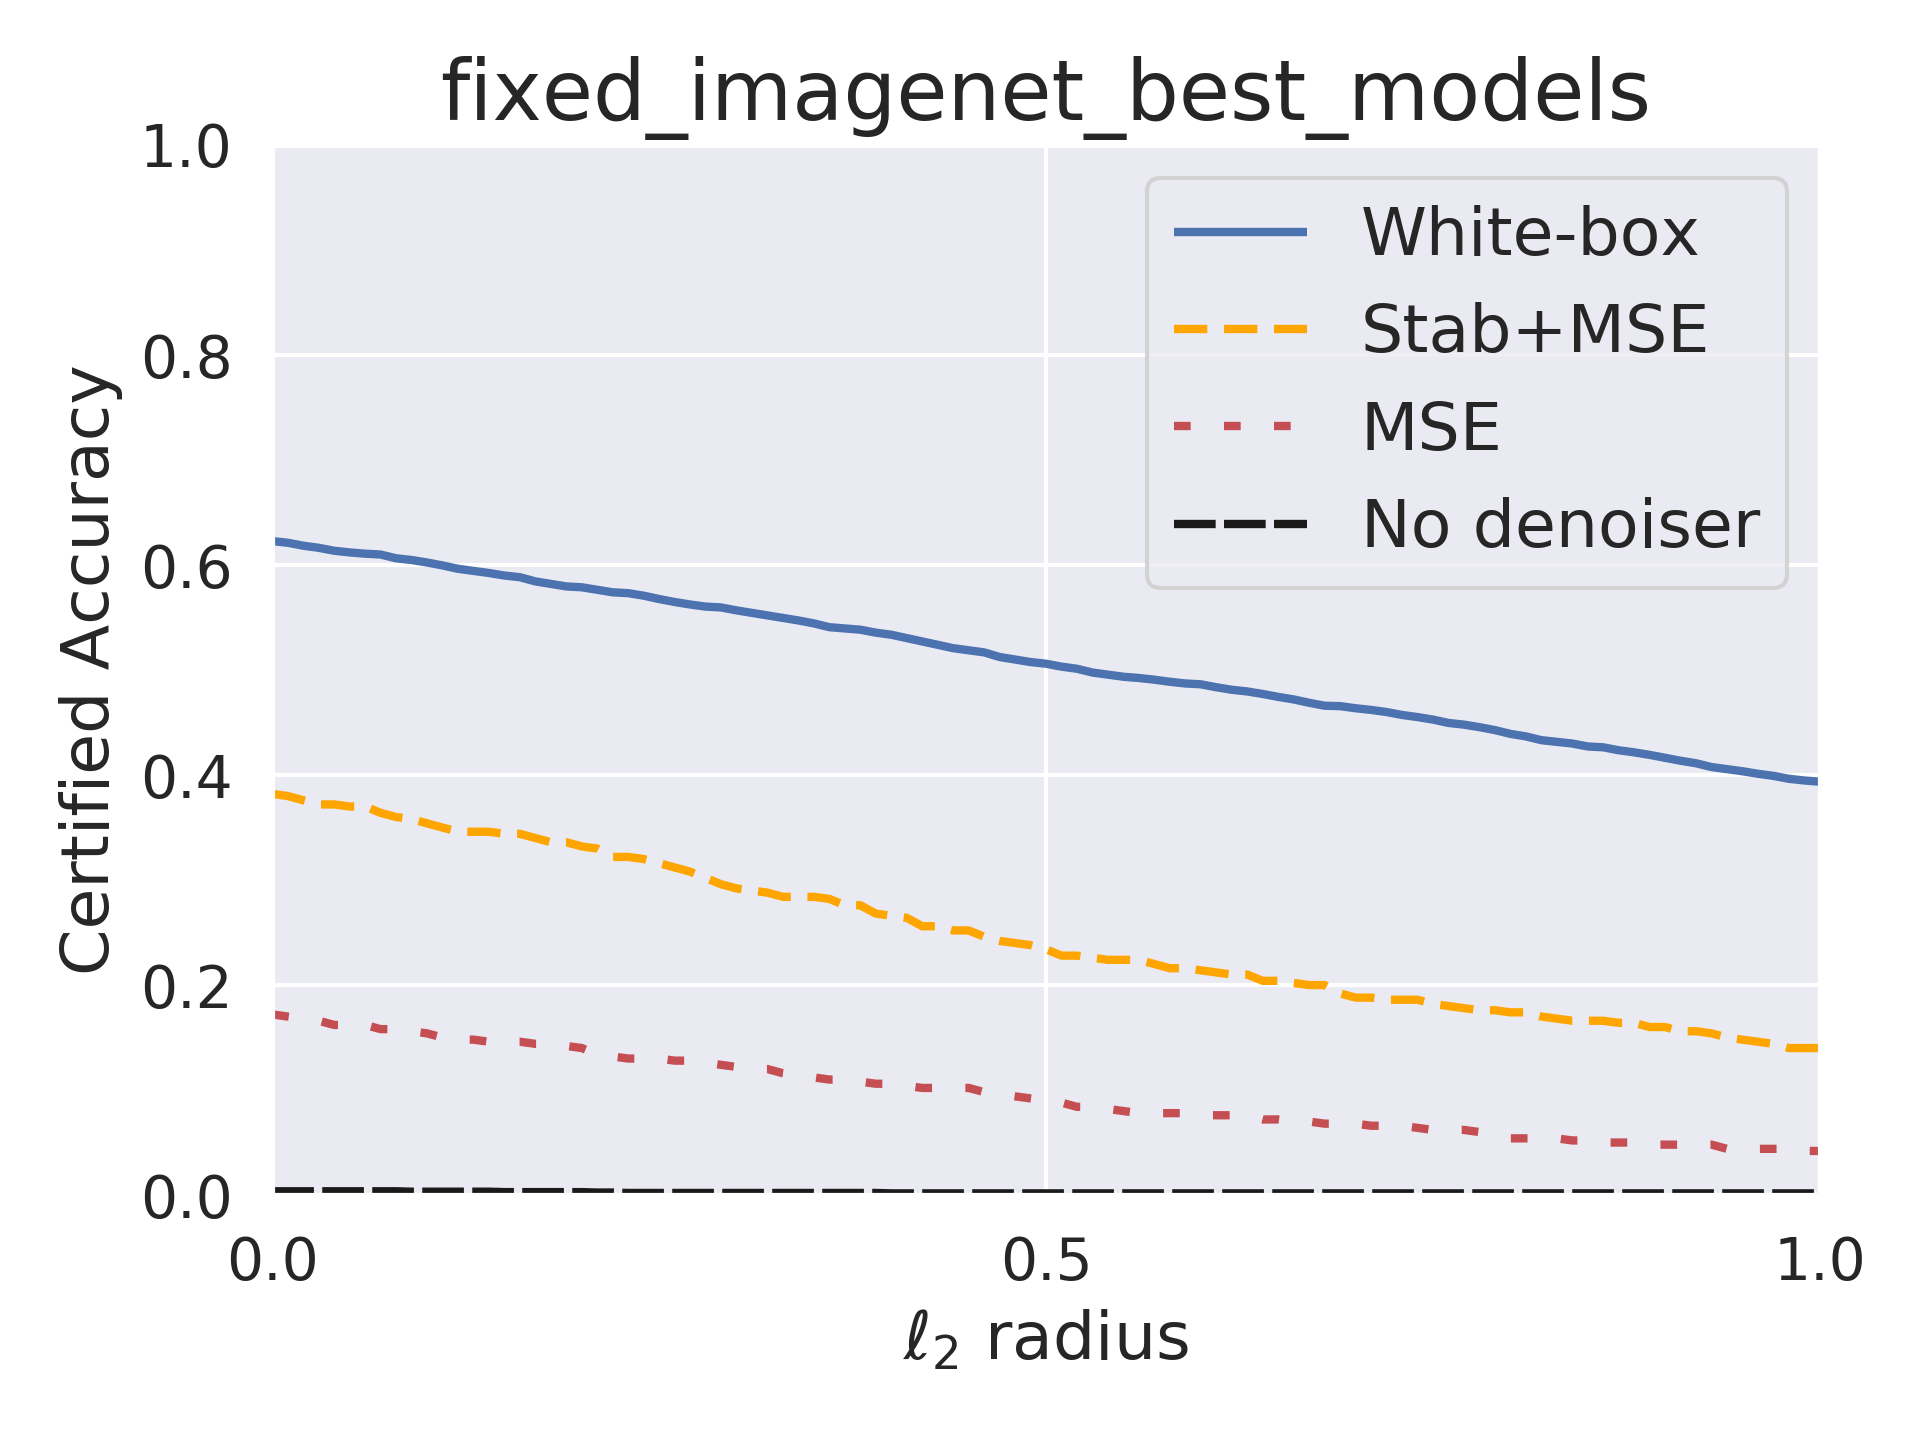 fixed_imagenet_best_models
Certified Accuracy
1.0
0.8
0.6
0.4
0.2
0.0
White-box
Stab+MSE
MSE
No denoiser
0.0 0.5 1.0
ℓ₂ radius